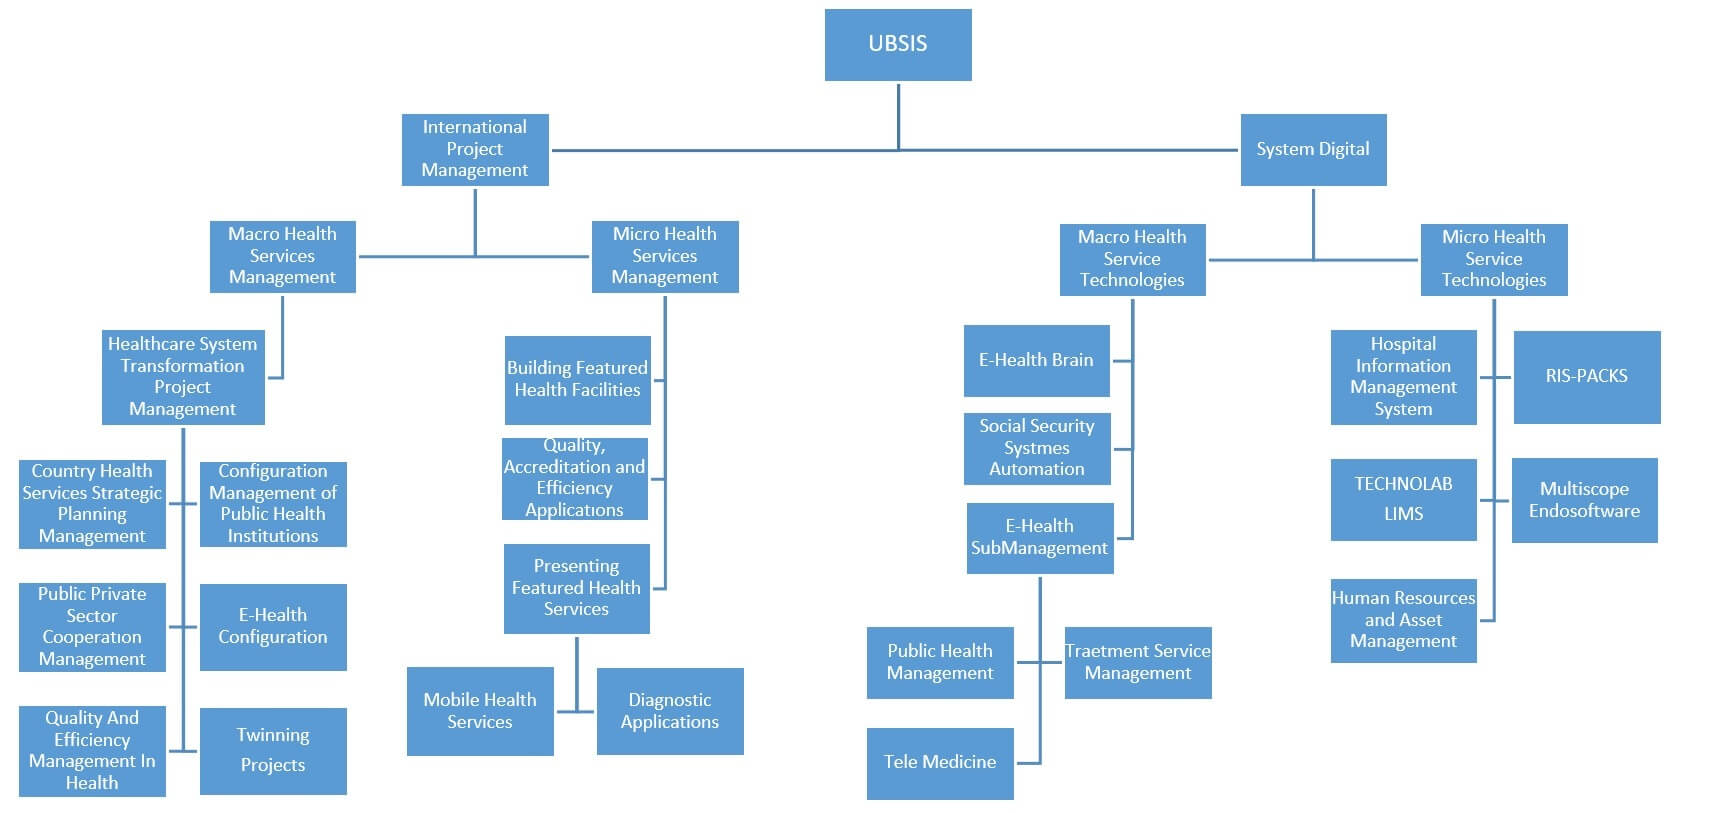 UBSIS
International
Project
Management
System Digital
Macro Health
Services
Management
Micro Health
Services
Management
Macro Health
Service
Technologies
Micro Health
Service
Technologies
Healthcare System
Transformation
Project
Management
Building Featured
Health Facilities
E-Health Brain
Hospital
Information
Management
System
RIS-PACKS
Quality,
Accreditation and
Efficiency
Applicatıons
Social Security
Systmes
Automation
Country Health
Services Strategic
Planning
Management
Configuration
Management of
Public Health
Institutions
TECHNOLAB
LIMS
Multiscope
Endosoftware
Presenting
Featured Health
Services
E-Health
SubManagement
Public Private
Sector
Cooperatıon
Management
E-Health
Configuration
Human Resources
and Asset
Management
Public Health
Management
Traetment Service
Management
Mobile Health
Services
Diagnostic
Applications
Quality And
Efficiency
Management In
Health
Twinning
Projects
Tele Medicine